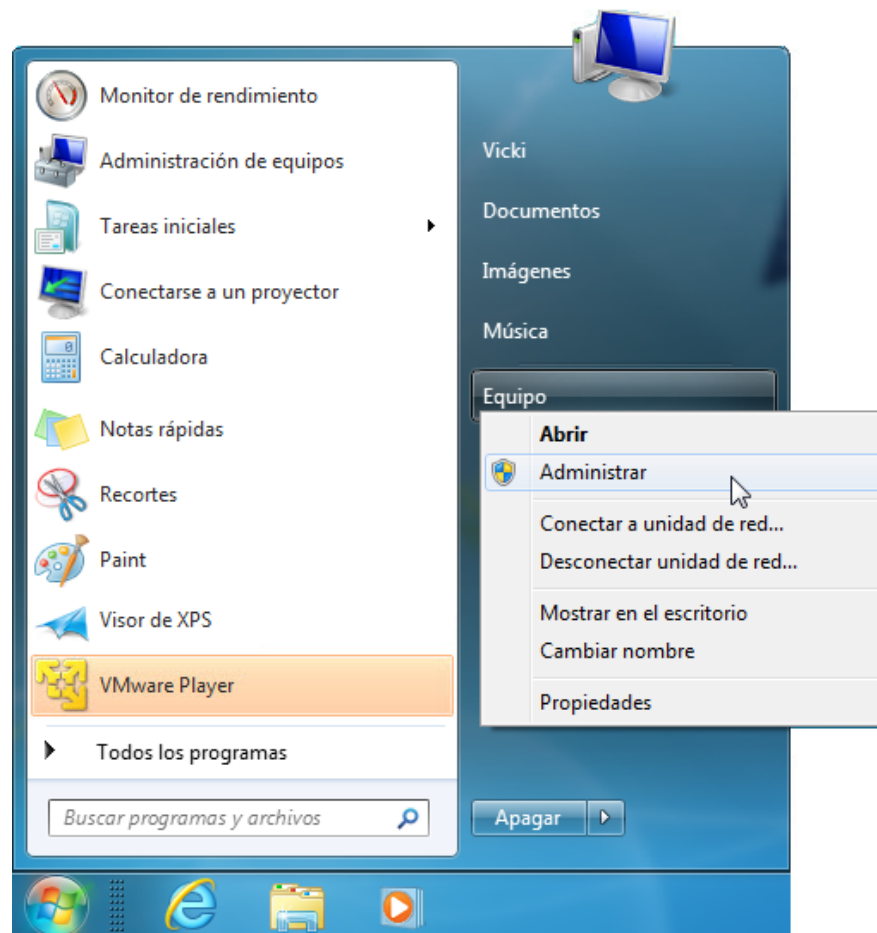 Monitor de rendimiento
Administración de equipos
Tareas iniciales
Conectarse a un proyector
Calculadora
Notas rápidas
Recortes
Paint
Visor de XPS
VMware Player
Todos los programas
Buscar programas y archivos
Vicki
Documentos
Imágenes
Música
Equipo
Abrir
Administrar
Conectar a unidad de red...
Desconectar unidad de red...
Mostrar en el escritorio
Cambiar nombre
Propiedades
Apagar